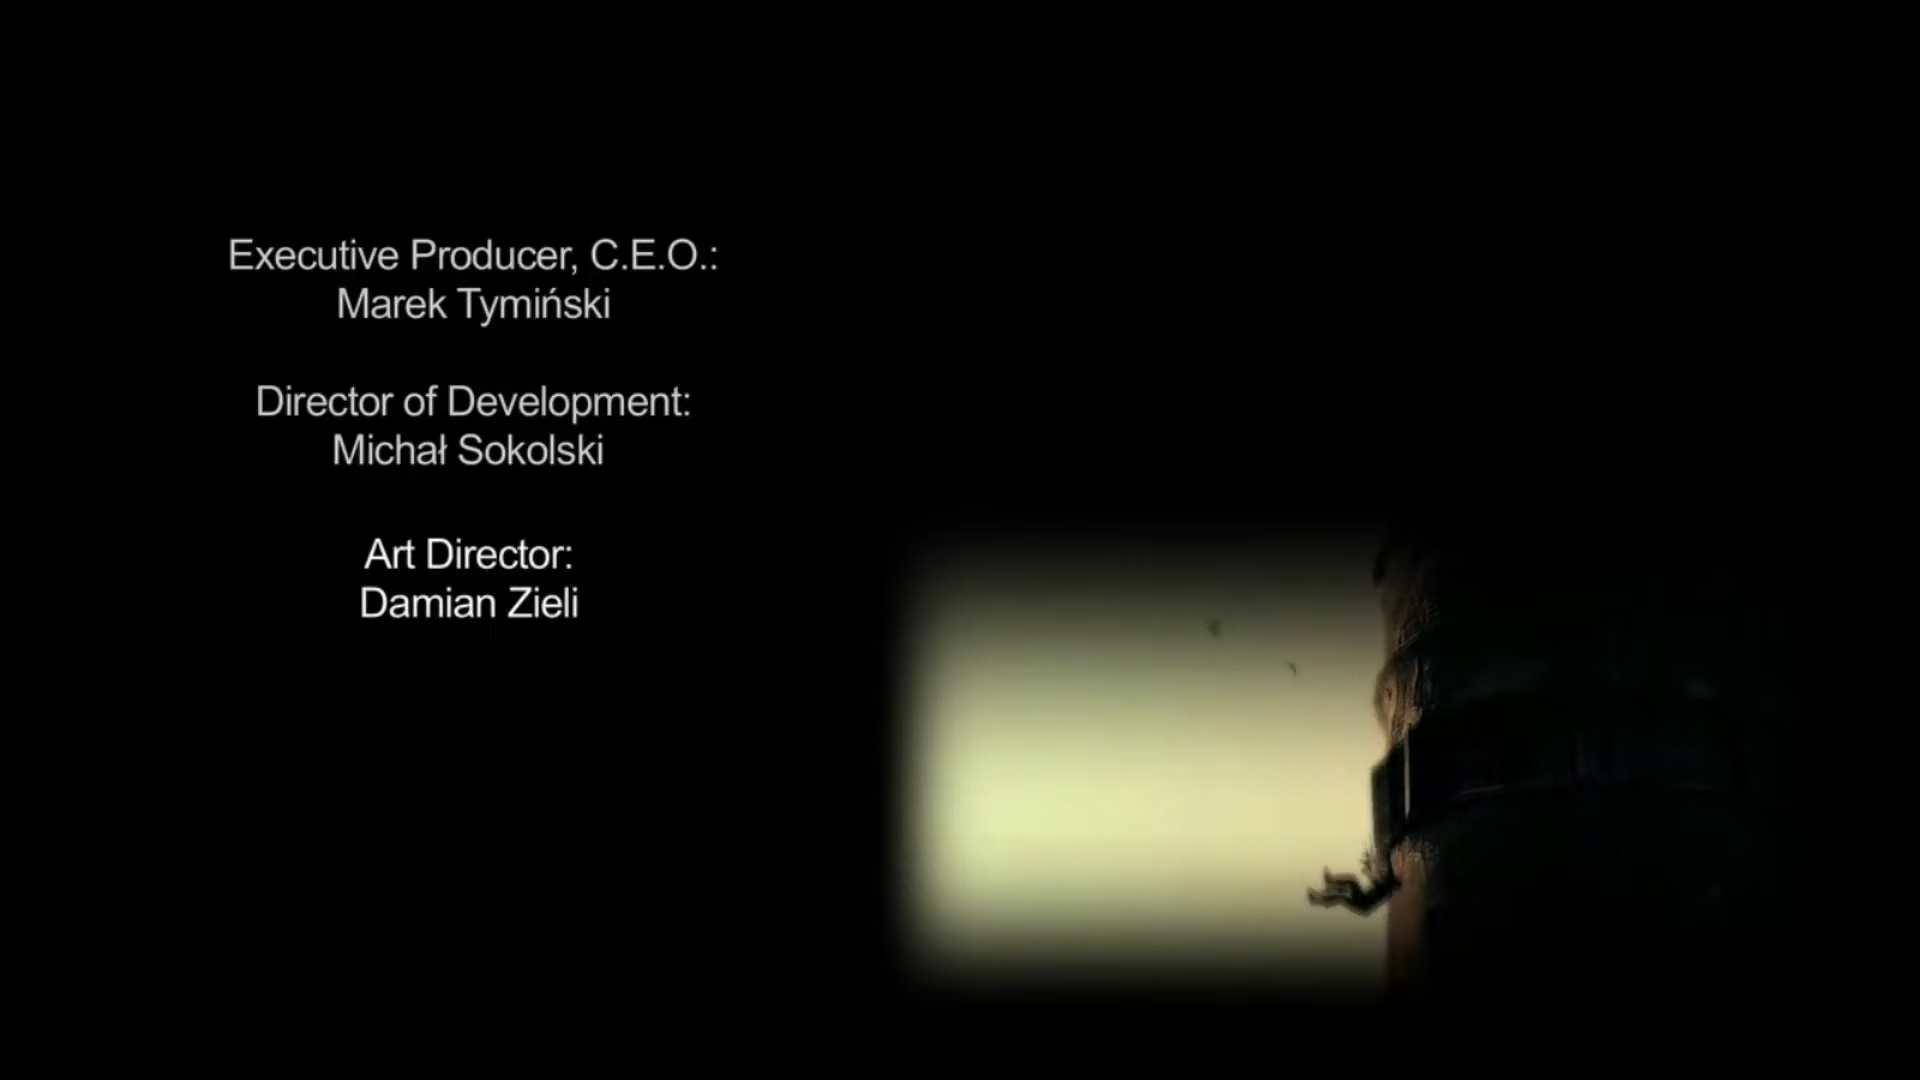 Executive Producer, C.E.O.:
Marek Tymiński
Director of Development:
Michał Sokolski
Art Director:
Damian Zieli